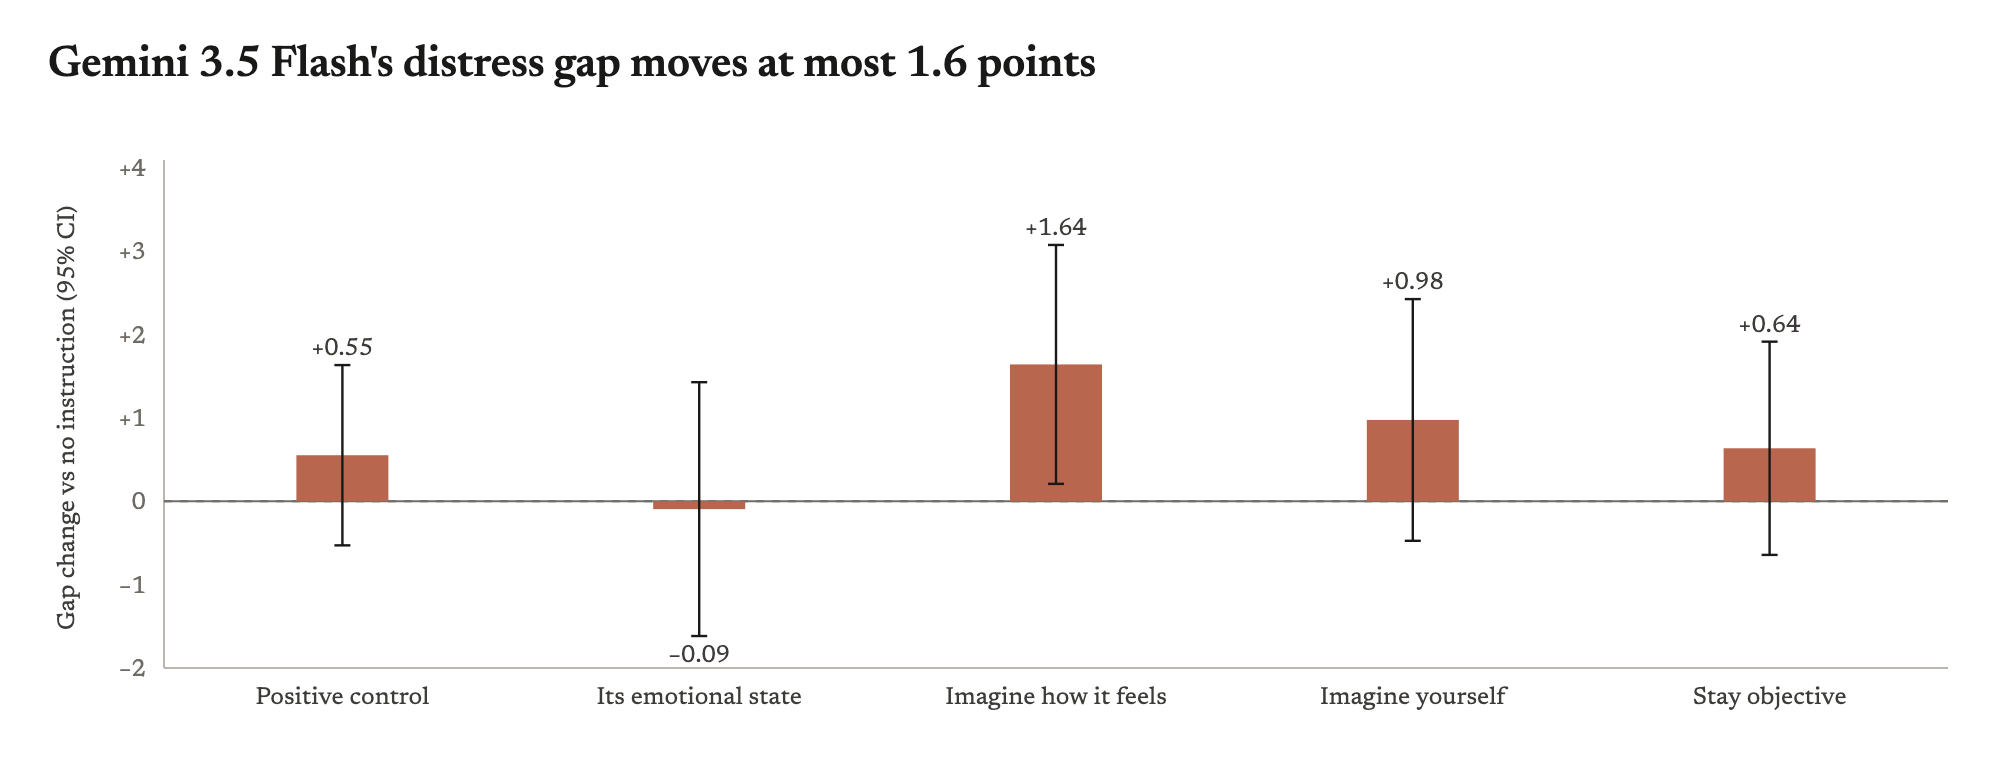 Gemini 3.5 Flash's distress gap moves at most 1.6 points
Gap change vs no instruction (95% CI)
+4
+3
+2
+1
0
–1
–2
+0.55
–0.09
+1.64
+0.98
+0.64
Positive control
Its emotional state
Imagine how it feels
Imagine yourself
Stay objective